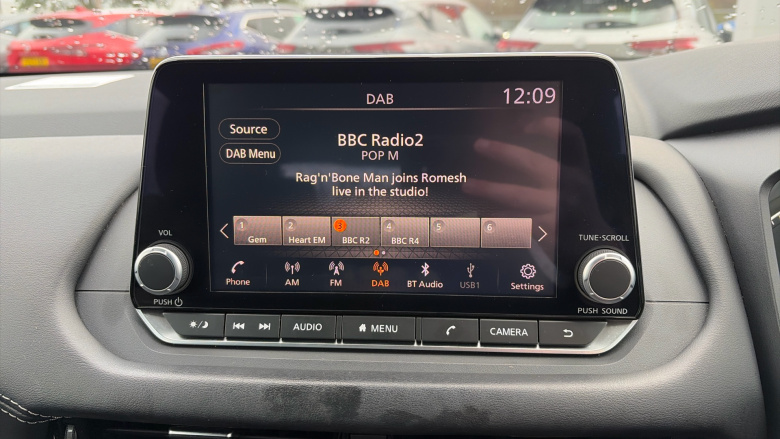 DAB
12:09
Source
DAB Menu
BBC Radio2
POP M
Rag'n'Bone Man joins Romesh
live in the studio!
1 2 3 4 5 6
Gem Heart EM BBC R2 BBC R4
Phone AM FM DAB BT Audio USB1 Settings
VOL
PUSH
TUNE·SCROLL
PUSH SOUND
AUDIO MENU CAMERA